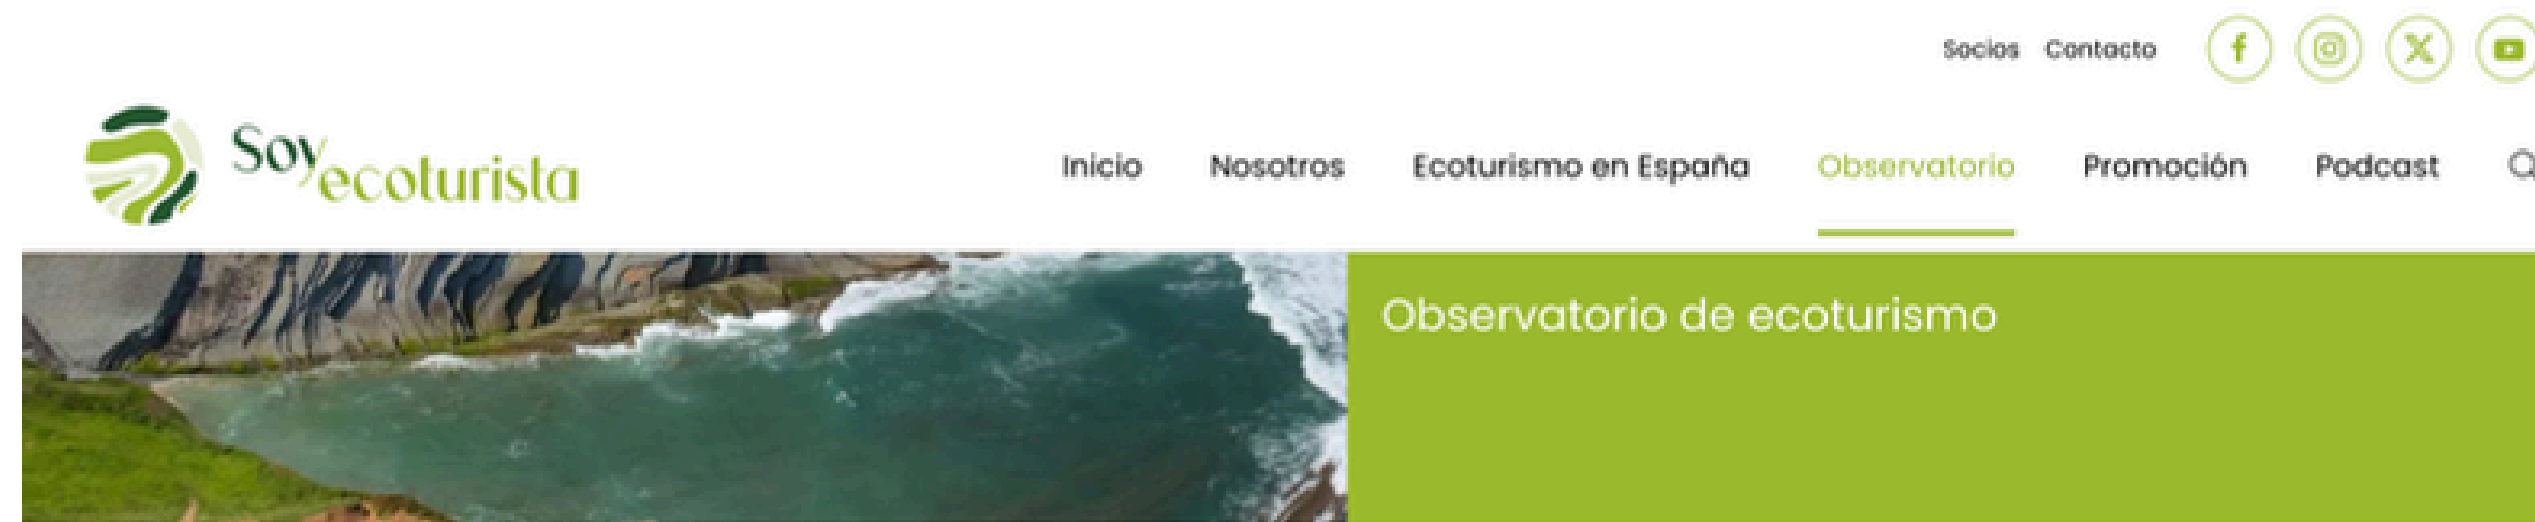 Socios Contacto
Soy
ecoturista
Inicio Nosotros Ecoturismo en España Observatorio Promoción Podcast
Observatorio de ecoturismo